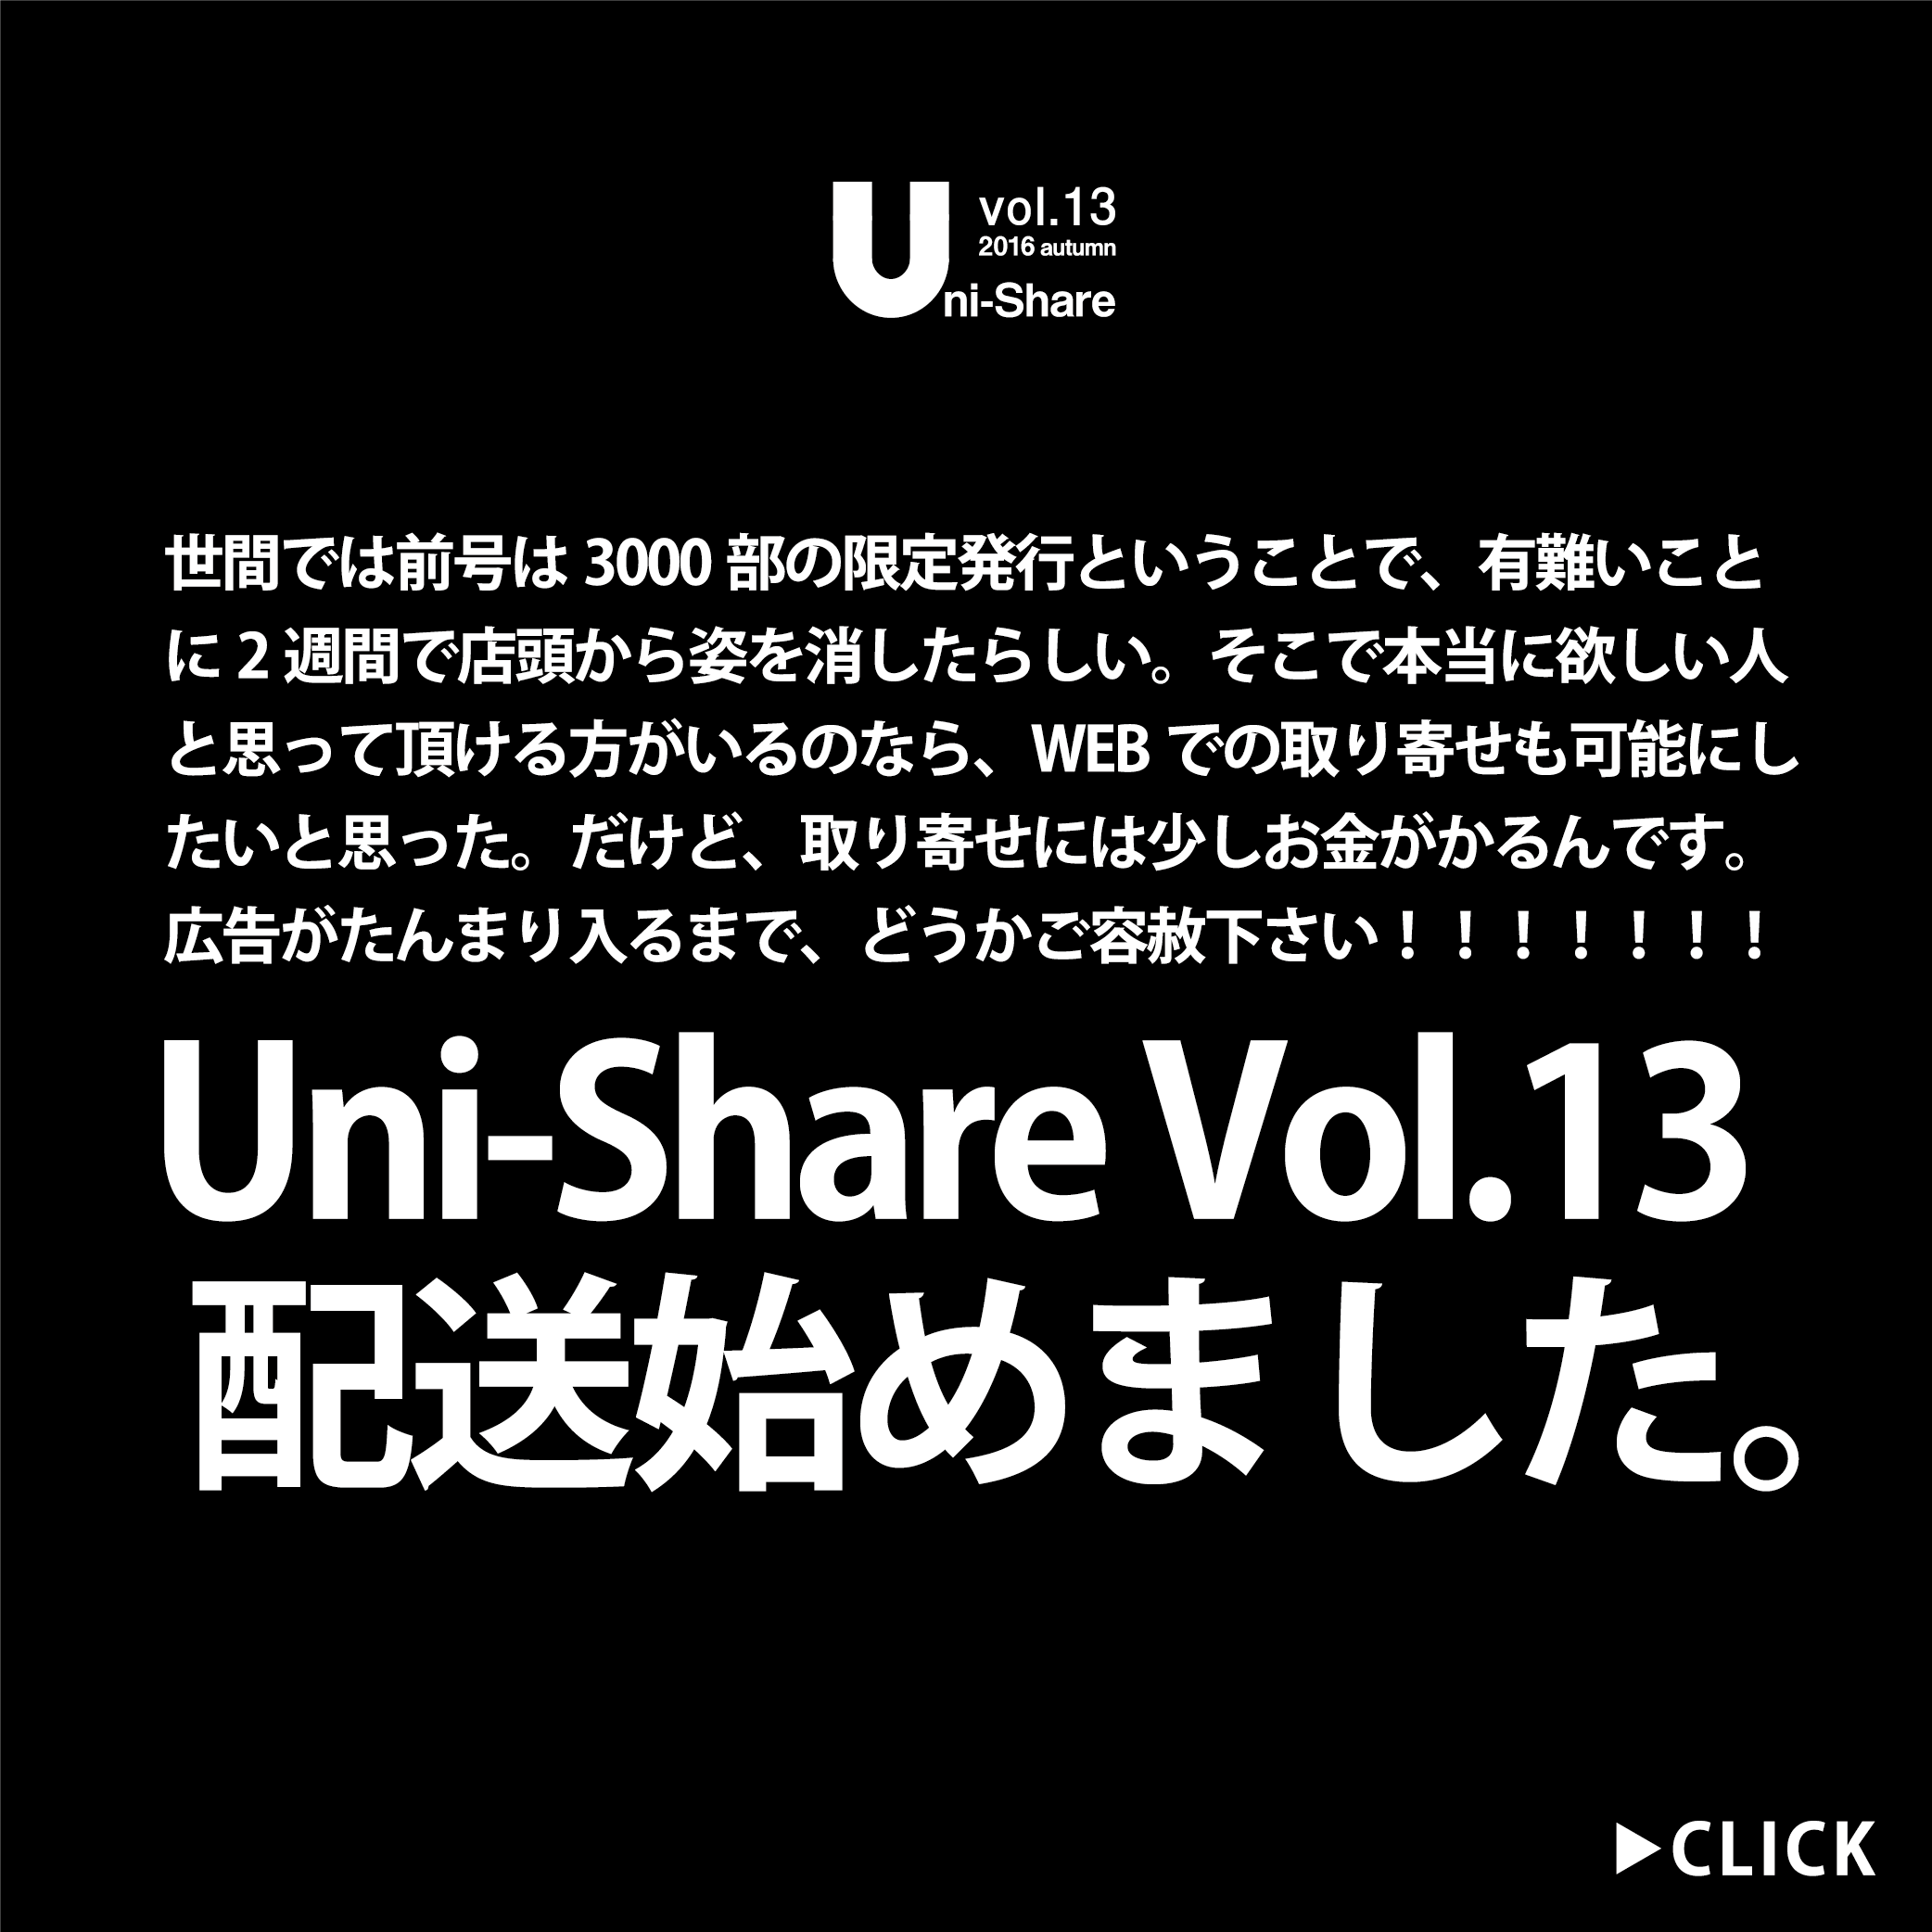 U vol.13
2016 autumn
ni-Share
世間では前号は3000部の限定発行ということで、有難いこと
に2週間で店頭から姿を消したらしい。そこで本当に欲しい人
と思って頂ける方がいるのなら、WEBでの取り寄せも可能にし
たいと思った。だけど、取り寄せには少しお金がかるんです。
広告がたんまり入るまで、どうかご容赦下さい！！！！！！！
Uni-Share Vol.13
配送始めました。
▶CLICK